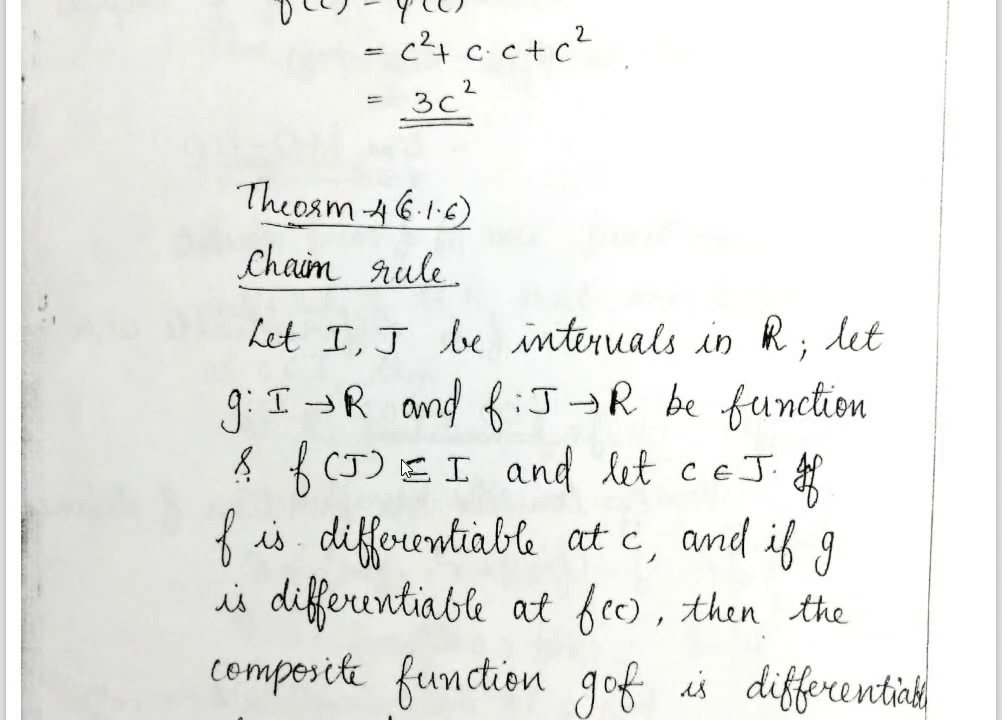 = c²+ c·c + c²
= 3c²
Theorm 4 (6.1.6)
Chain rule.
Let I, J be intervals in R; let
g: I → R and f: J → R be function
& f(J) ⊆ I and let c ∈ J. If
f is differentiable at c, and if g
is differentiable at f(c), then the
composite function gof is differentiabl